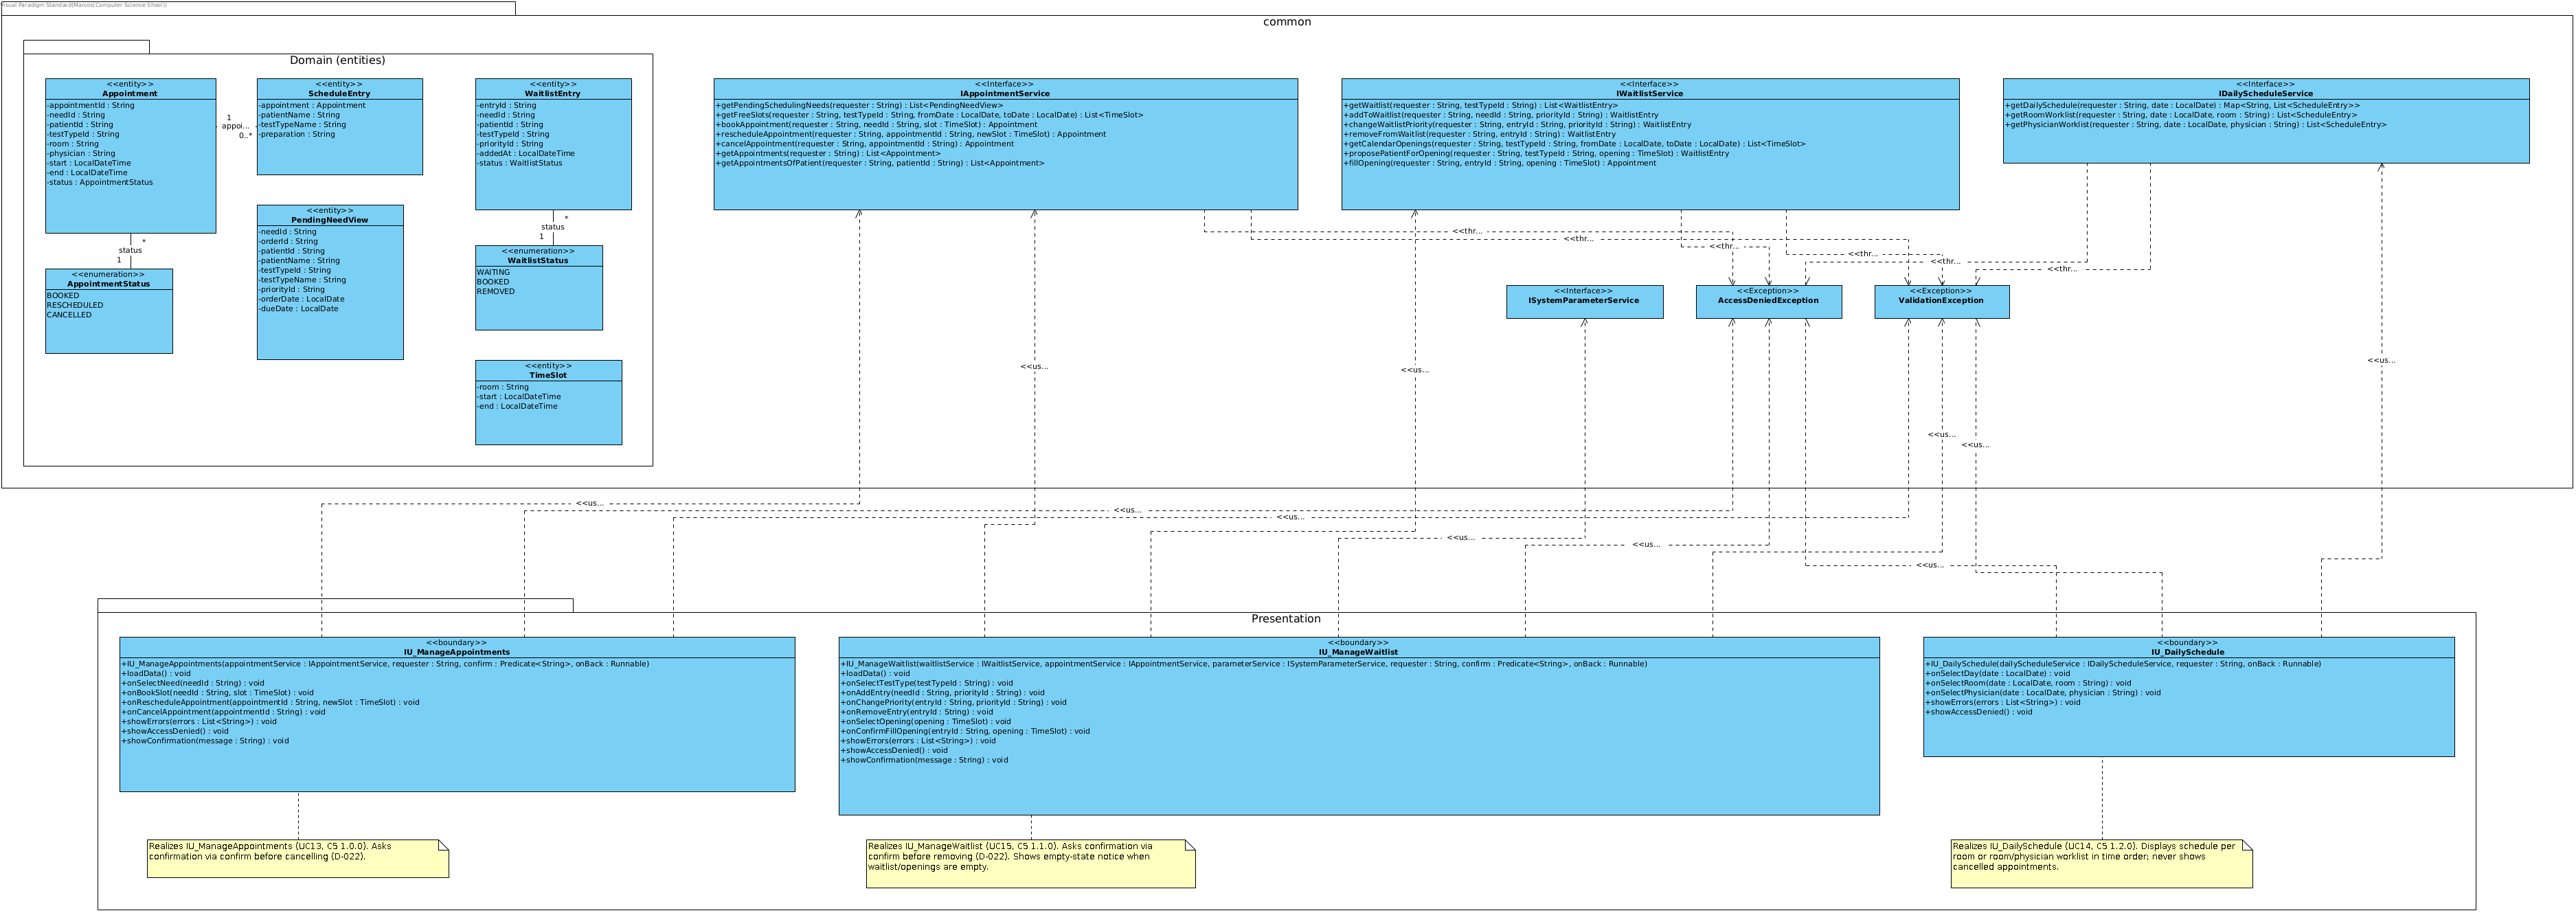 Visual Paradigm Standard(Marcos(Computer Science Shool))
common
Domain (entities)
<<entity>>
Appointment
-appointmentId : String
-needId : String
-patientId : String
-testTypeId : String
-room : String
-physician : String
-start : LocalDateTime
-end : LocalDateTime
-status : AppointmentStatus
1
appoi...
0..*
<<entity>>
ScheduleEntry
-appointment : Appointment
-patientName : String
-testTypeName : String
-preparation : String
<<entity>>
WaitlistEntry
-entryId : String
-needId : String
-patientId : String
-testTypeId : String
-priorityId : String
-addedAt : LocalDateTime
-status : WaitlistStatus
*
status
1
<<enumeration>>
AppointmentStatus
BOOKED
RESCHEDULED
CANCELLED
<<entity>>
PendingNeedView
-needId : String
-orderId : String
-patientId : String
-patientName : String
-testTypeId : String
-testTypeName : String
-priorityId : String
-orderDate : LocalDate
-dueDate : LocalDate
*
status
1
<<enumeration>>
WaitlistStatus
WAITING
BOOKED
REMOVED
<<entity>>
TimeSlot
-room : String
-start : LocalDateTime
-end : LocalDateTime
<<Interface>>
IAppointmentService
+getPendingSchedulingNeeds(requester : String) : List<PendingNeedView>
+getFreeSlots(requester : String, testTypeId : String, fromDate : LocalDate, toDate : LocalDate) : List<TimeSlot>
+bookAppointment(requester : String, needId : String, slot : TimeSlot) : Appointment
+rescheduleAppointment(requester : String, appointmentId : String, newSlot : TimeSlot) : Appointment
+cancelAppointment(requester : String, appointmentId : String) : Appointment
+getAppointments(requester : String) : List<Appointment>
+getAppointmentsOfPatient(requester : String, patientId : String) : List<Appointment>
<<Interface>>
IWaitlistService
+getWaitlist(requester : String, testTypeId : String) : List<WaitlistEntry>
+addToWaitlist(requester : String, needId : String, priorityId : String) : WaitlistEntry
+changeWaitlistPriority(requester : String, entryId : String, priorityId : String) : WaitlistEntry
+removeFromWaitlist(requester : String, entryId : String) : WaitlistEntry
+getCalendarOpenings(requester : String, testTypeId : String, fromDate : LocalDate, toDate : LocalDate) : List<TimeSlot>
+proposePatientForOpening(requester : String, testTypeId : String, opening : TimeSlot) : WaitlistEntry
+fillOpening(requester : String, entryId : String, opening : TimeSlot) : Appointment
<<Interface>>
IDailyScheduleService
+getDailySchedule(requester : String, date : LocalDate) : Map<String, List<ScheduleEntry>>
+getRoomWorklist(requester : String, date : LocalDate, room : String) : List<ScheduleEntry>
+getPhysicianWorklist(requester : String, date : LocalDate, physician : String) : List<ScheduleEntry>
<<thr...
<<thr...
<<thr...
<<thr...
<<thr...
<<thr...
<<Interface>>
ISystemParameterService
<<Exception>>
AccessDeniedException
<<Exception>>
ValidationException
<<us...
<<us...
<<us...
<<us...
<<us...
<<us...
<<us...
<<us...
<<us...
<<us...
<<us...
Presentation
<<boundary>>
IU_ManageAppointments
+IU_ManageAppointments(appointmentService : IAppointmentService, requester : String, confirm : Predicate<String>, onBack : Runnable)
+loadData() : void
+onSelectNeed(needId : String) : void
+onBookSlot(needId : String, slot : TimeSlot) : void
+onRescheduleAppointment(appointmentId : String, newSlot : TimeSlot) : void
+onCancelAppointment(appointmentId : String) : void
+showErrors(errors : List<String>) : void
+showAccessDenied() : void
+showConfirmation(message : String) : void
<<boundary>>
IU_ManageWaitlist
+IU_ManageWaitlist(waitlistService : IWaitlistService, appointmentService : IAppointmentService, parameterService : ISystemParameterService, requester : String, confirm : Predicate<String>, onBack : Runnable)
+loadData() : void
+onSelectTestType(testTypeId : String) : void
+onAddEntry(needId : String, priorityId : String) : void
+onChangePriority(entryId : String, priorityId : String) : void
+onRemoveEntry(entryId : String) : void
+onSelectOpening(opening : TimeSlot) : void
+onConfirmFillOpening(entryId : String, opening : TimeSlot) : void
+showErrors(errors : List<String>) : void
+showAccessDenied() : void
+showConfirmation(message : String) : void
<<boundary>>
IU_DailySchedule
+IU_DailySchedule(dailyScheduleService : IDailyScheduleService, requester : String, onBack : Runnable)
+onSelectDay(date : LocalDate) : void
+onSelectRoom(date : LocalDate, room : String) : void
+onSelectPhysician(date : LocalDate, physician : String) : void
+showErrors(errors : List<String>) : void
+showAccessDenied() : void
Realizes IU_ManageAppointments (UC13, C5 1.0.0). Asks
confirmation via confirm before cancelling (D-022).
Realizes IU_ManageWaitlist (UC15, C5 1.1.0). Asks confirmation via
confirm before removing (D-022). Shows empty-state notice when
waitlist/openings are empty.
Realizes IU_DailySchedule (UC14, C5 1.2.0). Displays schedule per
room or room/physician worklist in time order; never shows
cancelled appointments.